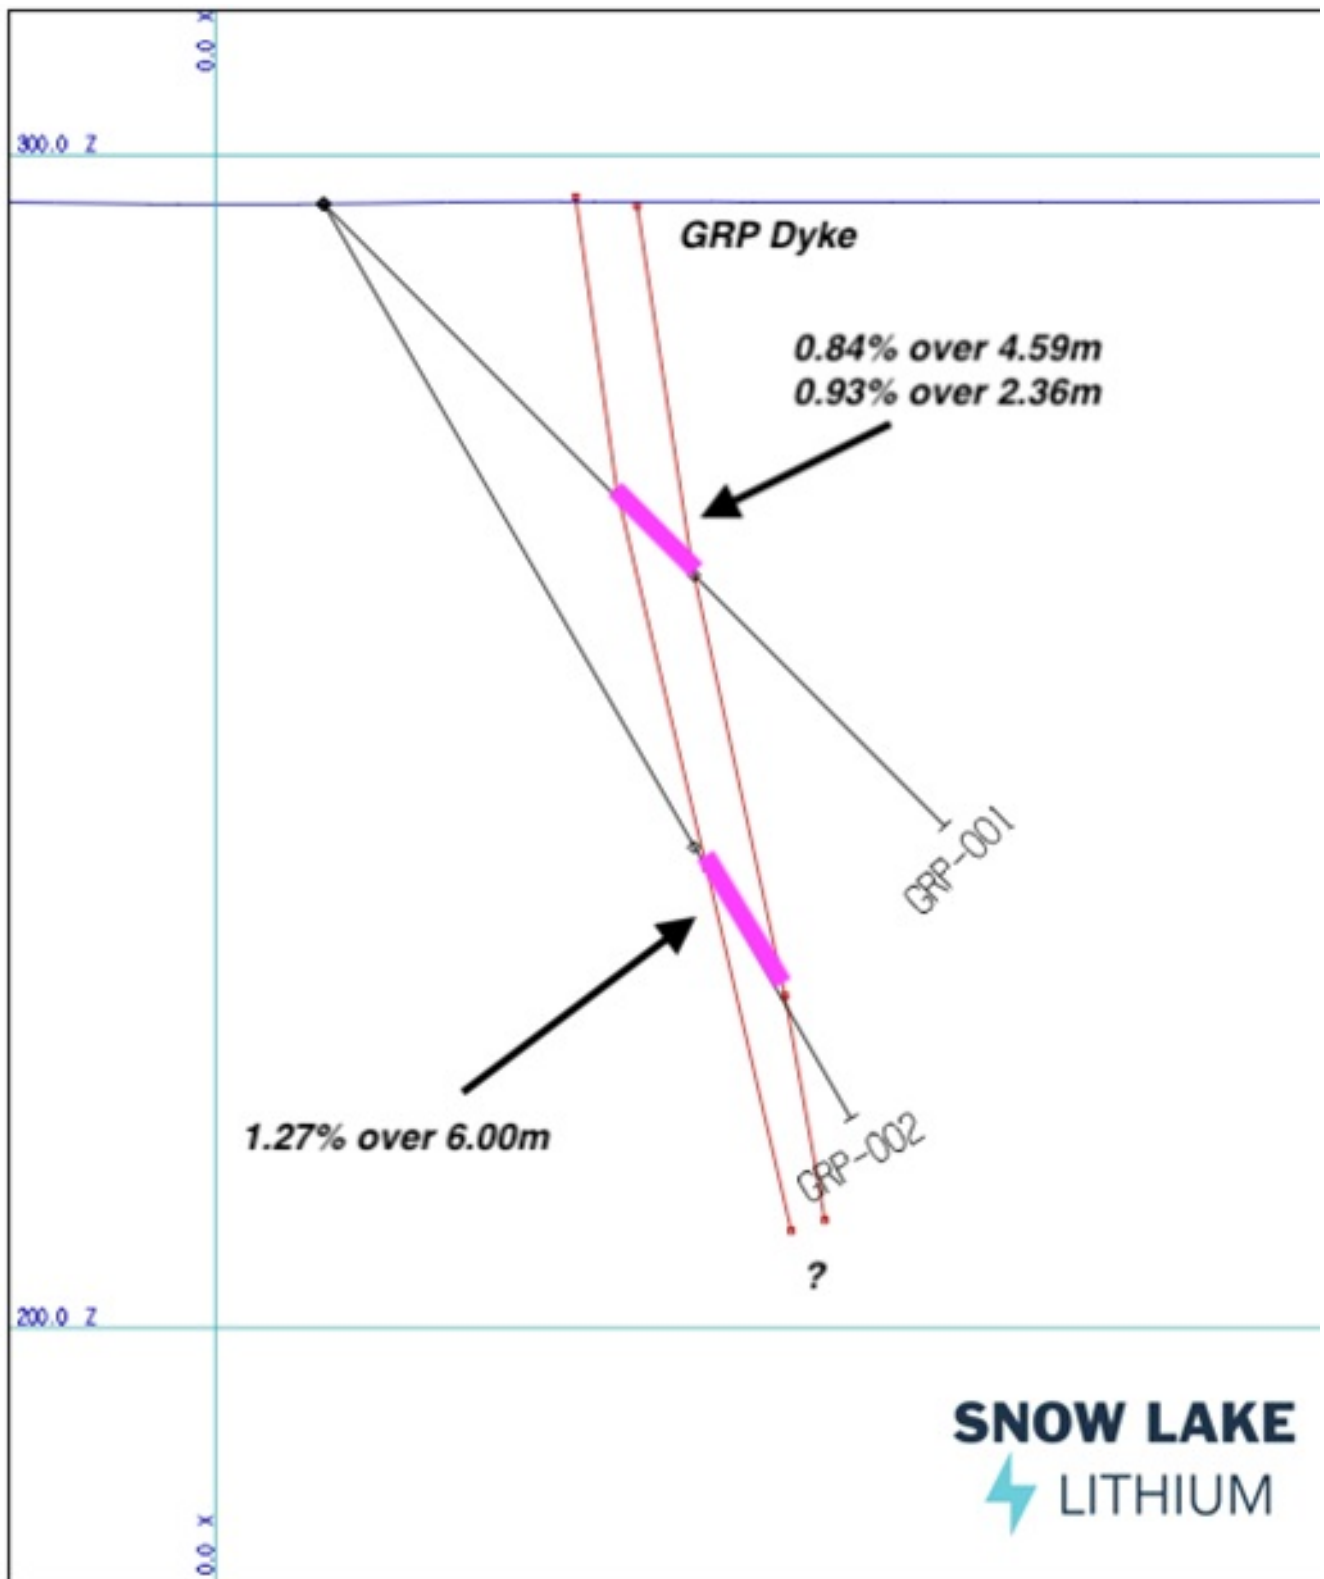 0.0 X
300.0 Z
GRP Dyke
0.84% over 4.59m
0.93% over 2.36m
GRP-001
1.27% over 6.00m
GRP-002
?
200.0 Z
SNOW LAKE
LITHIUM
0.0 X